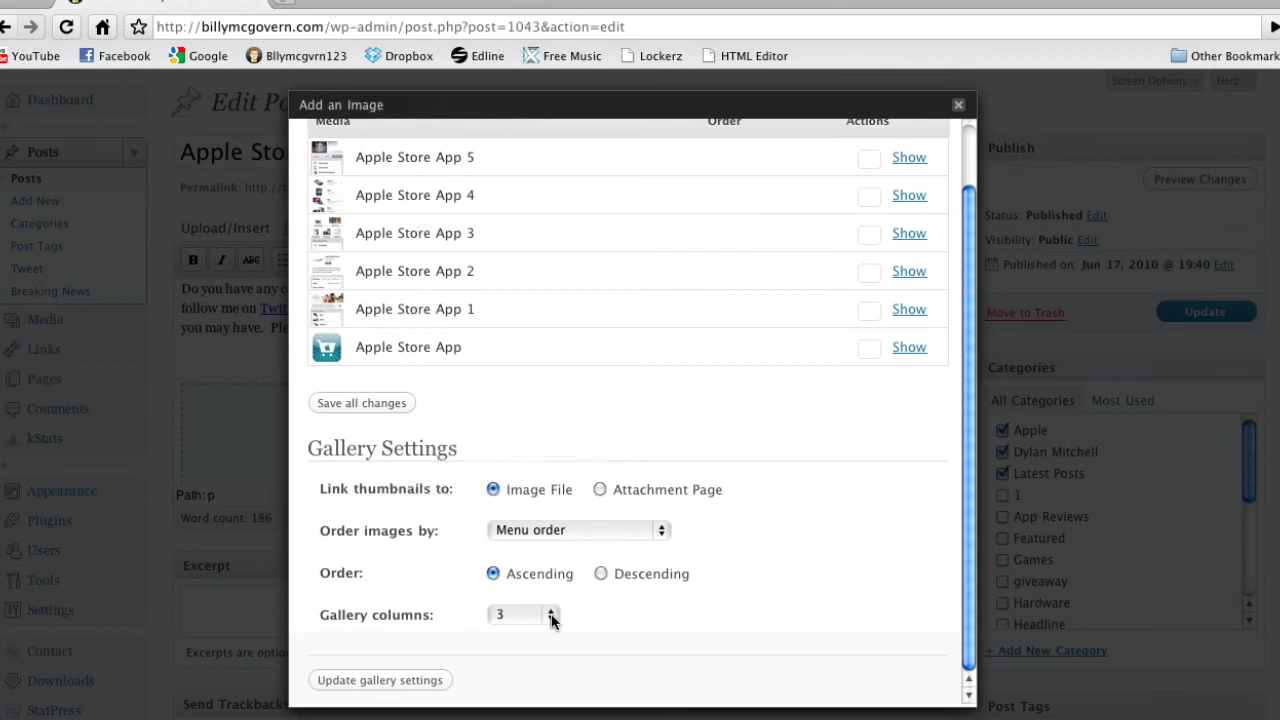 http://billymcgovern.com/wp-admin/post.php?post=1043&action=edit
YouTube Facebook Google Bllymcgvrn123 Dropbox Edline Free Music Lockerz HTML Editor Other Bookmark
Screen Options Help
Dashboard
Posts
Posts
Add New
Categories
Post Tags
Tweet
Breaking News
Media
Links
Pages
Comments
kStats
Appearance
Plugins
Users
Tools
Settings
Contact
Downloads
StatPress
Edit Po
Apple Sto
Permalink: http://b
Upload/Insert
B I ABC
Do you have any c
follow me on Twit
you may have. Ple
Path: p
Word count: 186
Excerpt
Excerpts are optio
Send Trackbacks
Add an Image
Media Order Actions
Apple Store App 5 Show
Apple Store App 4 Show
Apple Store App 3 Show
Apple Store App 2 Show
Apple Store App 1 Show
Apple Store App Show
Save all changes
Gallery Settings
Link thumbnails to: Image File Attachment Page
Order images by: Menu order
Order: Ascending Descending
Gallery columns: 3
Update gallery settings
Publish
Preview Changes
Status: Published Edit
Visibility: Public Edit
Published on: Jun 17, 2010 @ 19:40 Edit
Move to Trash Update
Categories
All Categories Most Used
Apple
Dylan Mitchell
Latest Posts
1
App Reviews
Featured
Games
giveaway
Hardware
Headline
+ Add New Category
Post Tags